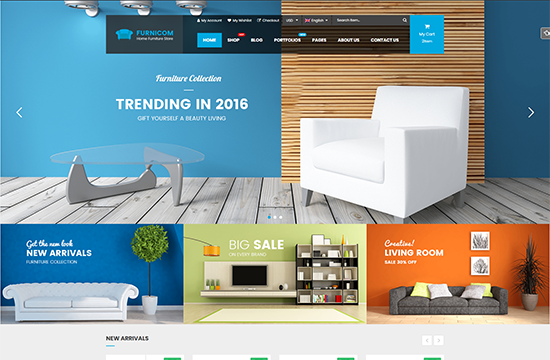 My Account My Wishlist Checkout USD English Search item...
FURNICOM
Home Furniture Store
HOME SHOP BLOG PORTFOLIOS PAGES ABOUT US CONTACT US
My Cart
Furniture Collection
TRENDING IN 2016
GIFT YOURSELF A BEAUTY LIVING
Get the new look
NEW ARRIVALS
FURNITURE COLLECTION
BIG SALE
ON EVERY BRAND
Creative!
LIVING ROOM
SALE 30% OFF
NEW ARRIVALS